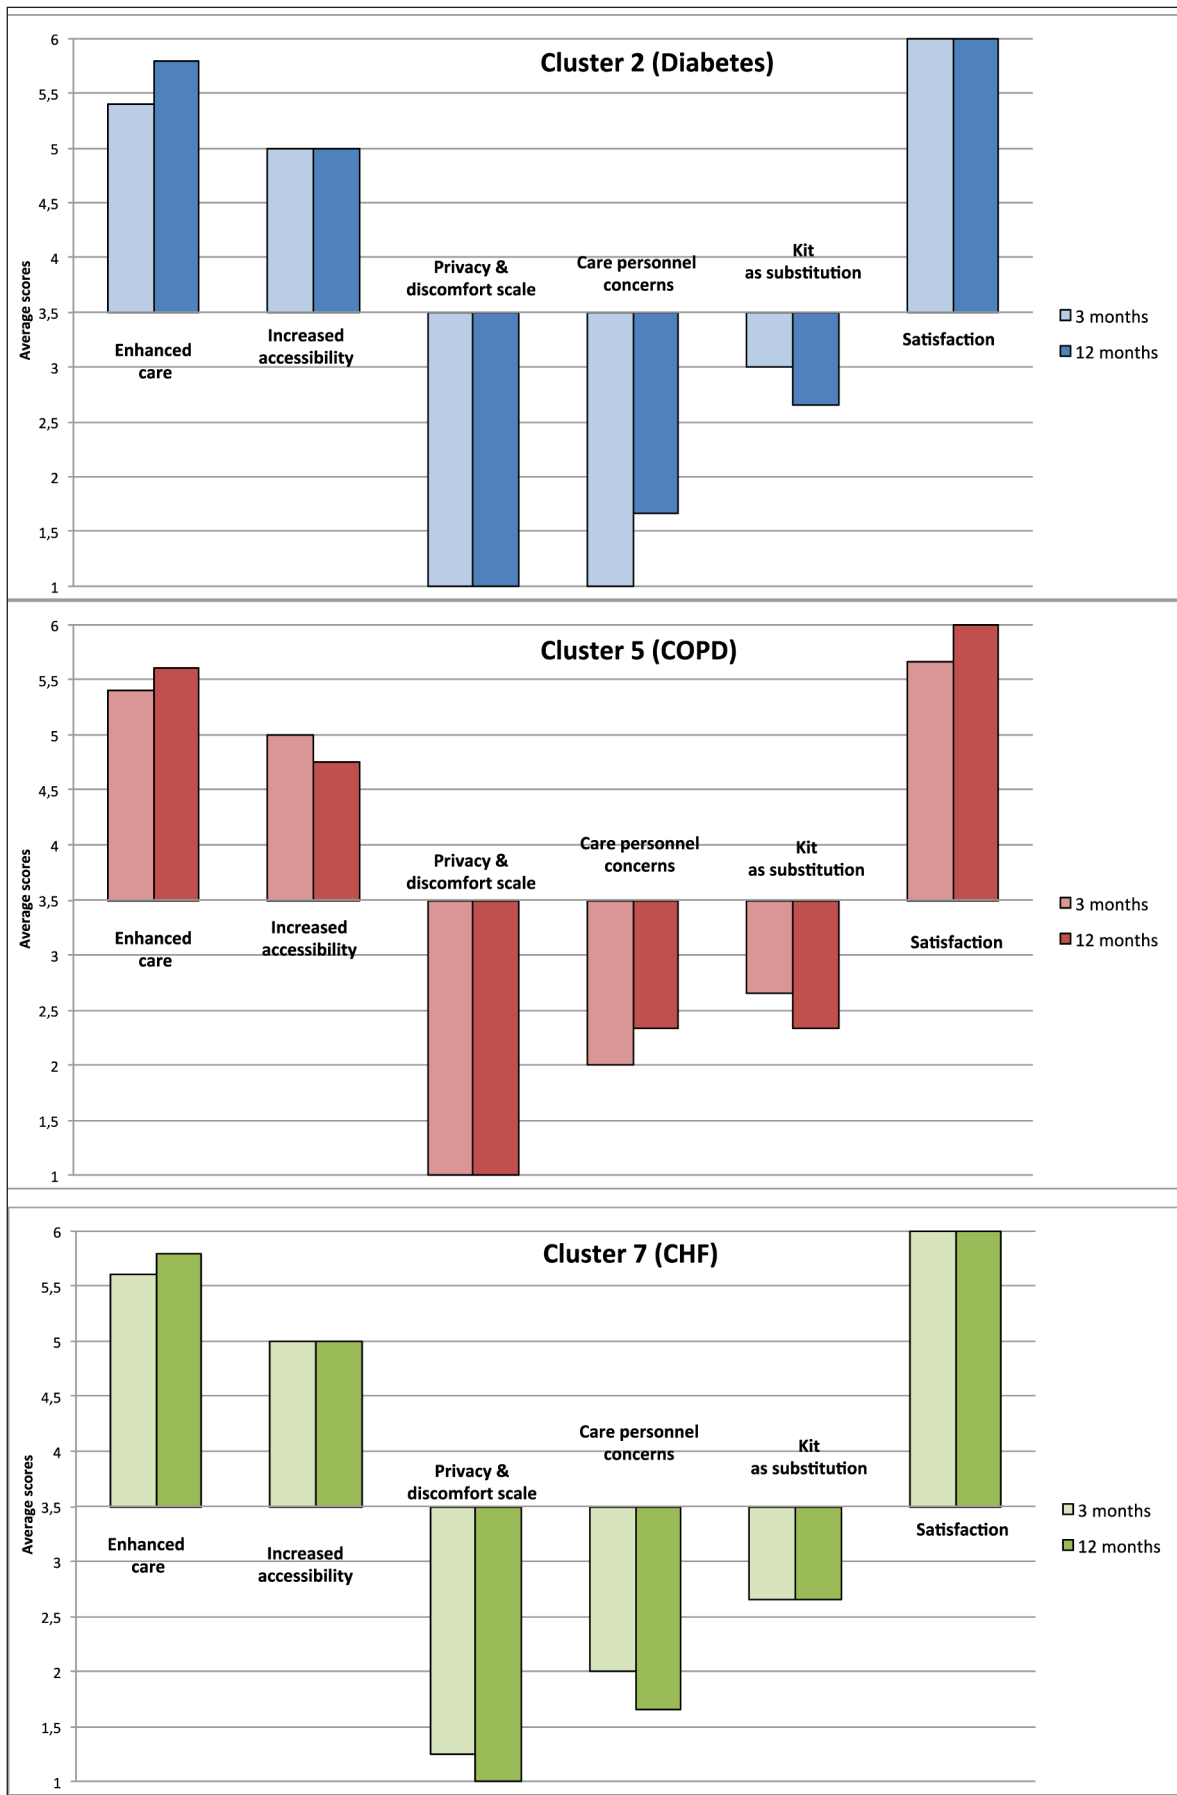 Cluster 2 (Diabetes)
6
5,5
5
4,5
4
3,5
3
2,5
2
1,5
1
Average scores
Enhanced
care
Increased
accessibility
Privacy &
discomfort scale
Care personnel
concerns
Kit
as substitution
Satisfaction
3 months
12 months
Cluster 5 (COPD)
6
5,5
5
4,5
4
3,5
3
2,5
2
1,5
1
Average scores
Enhanced
care
Increased
accessibility
Privacy &
discomfort scale
Care personnel
concerns
Kit
as substitution
Satisfaction
3 months
12 months
Cluster 7 (CHF)
6
5,5
5
4,5
4
3,5
3
2,5
2
1,5
1
Average scores
Enhanced
care
Increased
accessibility
Privacy &
discomfort scale
Care personnel
concerns
Kit
as substitution
Satisfaction
3 months
12 months